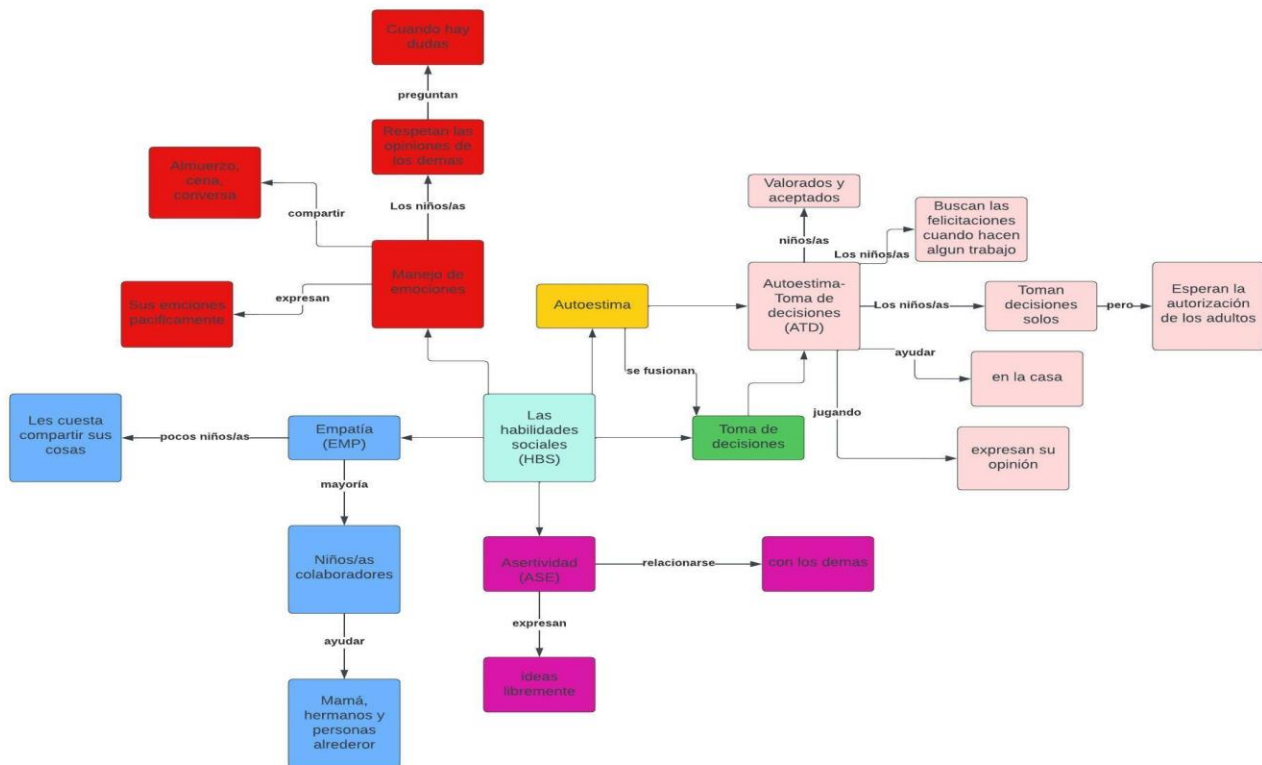 Cuando hay
dudas
preguntan
Respetan las
opiniones de
los demas
Almuerzo,
cena,
conversa
compartir
Los niños/as
Manejo de
emociones
expresan
Sus emciones
pacificamente
Valorados y
aceptados
niños/as
Buscan las
felicitaciones
cuando hacen
algun trabajo
Los niños/as
Autoestima
Autoestima-
Toma de
decisiones
(ATD)
Los niños/as
Toman
decisiones
solos
pero
Esperan la
autorización
de los adultos
se fusionan
ayudar
en la casa
jugando
expresan su
opinión
Les cuesta
compartir sus
cosas
pocos niños/as
Empatía
(EMP)
Las
habilidades
sociales
(HBS)
Toma de
decisiones
mayoría
Niños/as
colaboradores
ayudar
Mamá,
hermanos y
personas
alrederor
Asertividad
(ASE)
relacionarse
con los demas
expresan
ideas
libremente